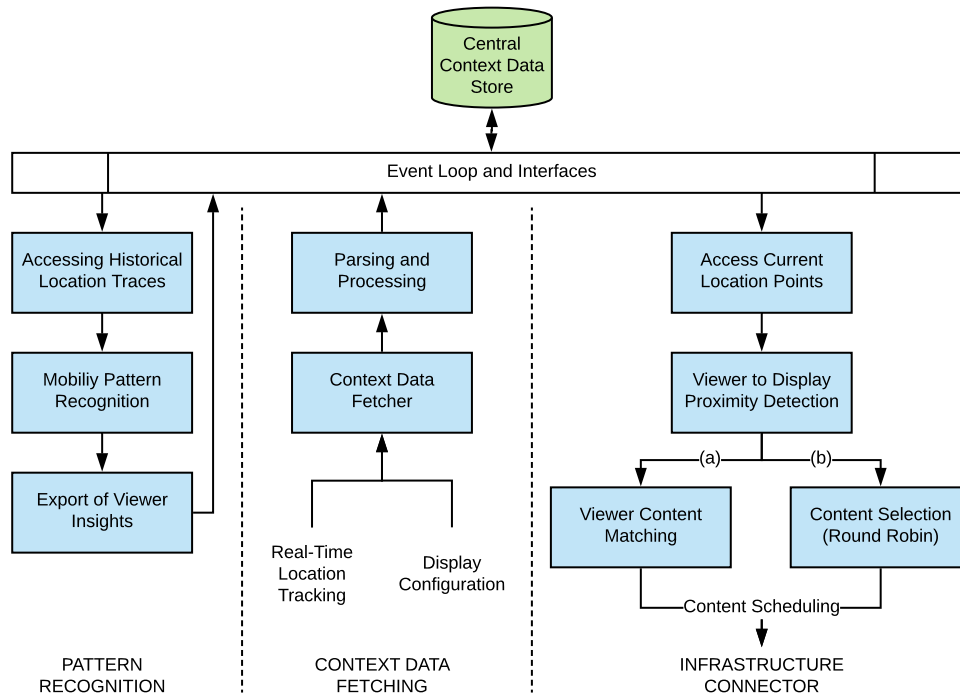 Central
Context Data
Store
Event Loop and Interfaces
Accessing Historical
Location Traces
Mobiliy Pattern
Recognition
Export of Viewer
Insights
PATTERN
RECOGNITION
Parsing and
Processing
Context Data
Fetcher
Real-Time
Location
Tracking
Display
Configuration
CONTEXT DATA
FETCHING
Access Current
Location Points
Viewer to Display
Proximity Detection
(a)
(b)
Viewer Content
Matching
Content Selection
(Round Robin)
Content Scheduling
INFRASTRUCTURE
CONNECTOR